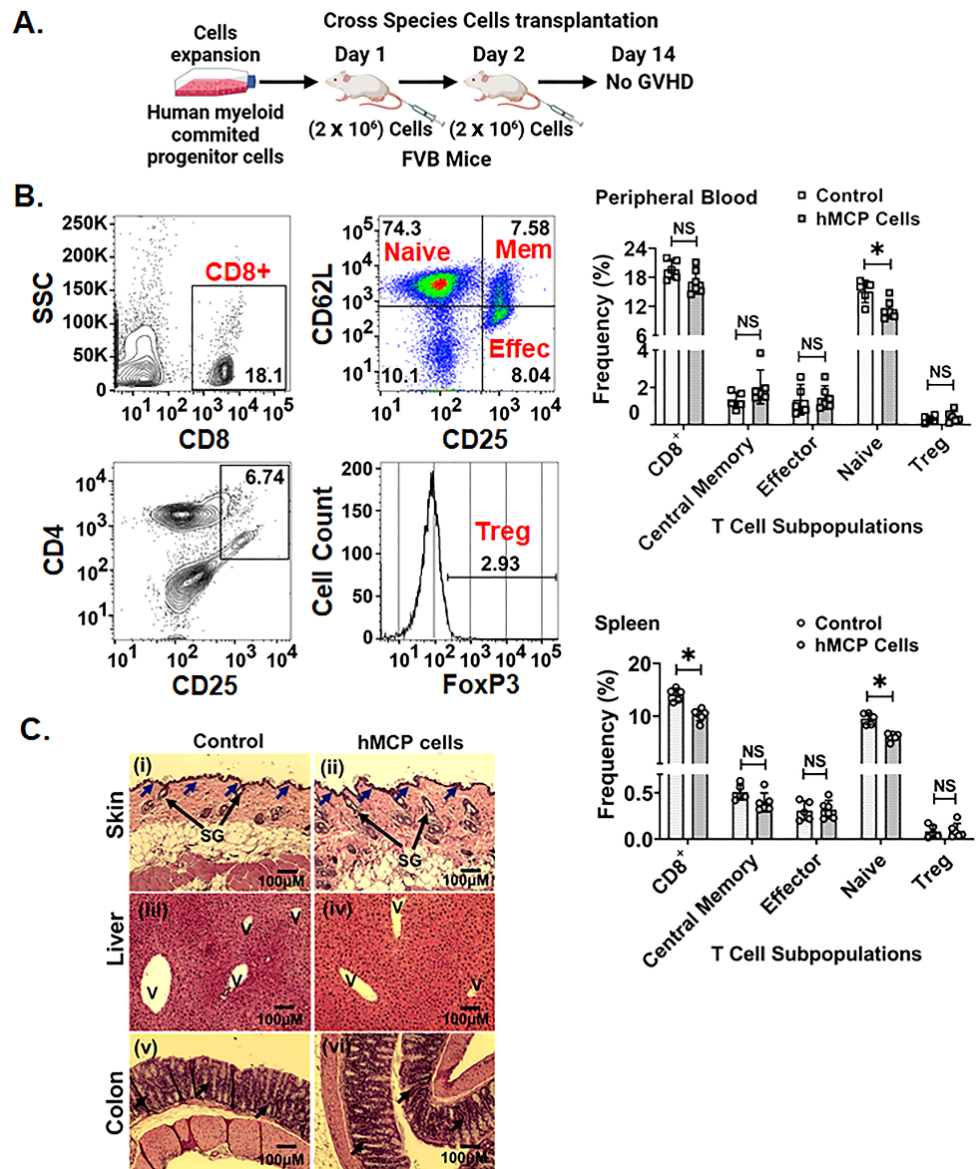 A.
Cross Species Cells transplantation
Cells
expansion
Day 1
Day 2
Day 14
No GVHD
Human myeloid
commited
progenitor cells
(2 x 10⁶) Cells
(2 x 10⁶) Cells
FVB Mice
B.
250K
200K
150K
100K
50K
0
SSC
CD8+
18.1
10¹ 10² 10³ 10⁴ 10⁵
CD8
10⁵
10⁴
10³
10²
10¹
CD62L
74.3
7.58
Naive
Mem
Effec
10.1
8.04
10¹ 10² 10³ 10⁴
CD25
10⁴
10³
10²
10¹
CD4
6.74
10¹ 10² 10³ 10⁴
CD25
200
150
100
50
0
Cell Count
Treg
2.93
10¹ 10² 10³ 10⁴ 10⁵
FoxP3
Peripheral Blood
Control
hMCP Cells
Frequency (%)
24
18
12
6
4
2
0
NS
NS
NS
*
NS
CD8⁺
Central Memory
Effector
Naive
Treg
T Cell Subpopulations
Spleen
Control
hMCP Cells
Frequency (%)
20
10
0.5
0.0
*
NS
NS
*
NS
CD8⁺
Central Memory
Effector
Naive
Treg
T Cell Subpopulations
C.
Control
hMCP cells
Skin
(i)
SG
100µM
(ii)
SG
100µM
Liver
(iii)
V
V
V
100µM
(iv)
V
V
V
100µM
Colon
(v)
100µM
(vi)
100µM